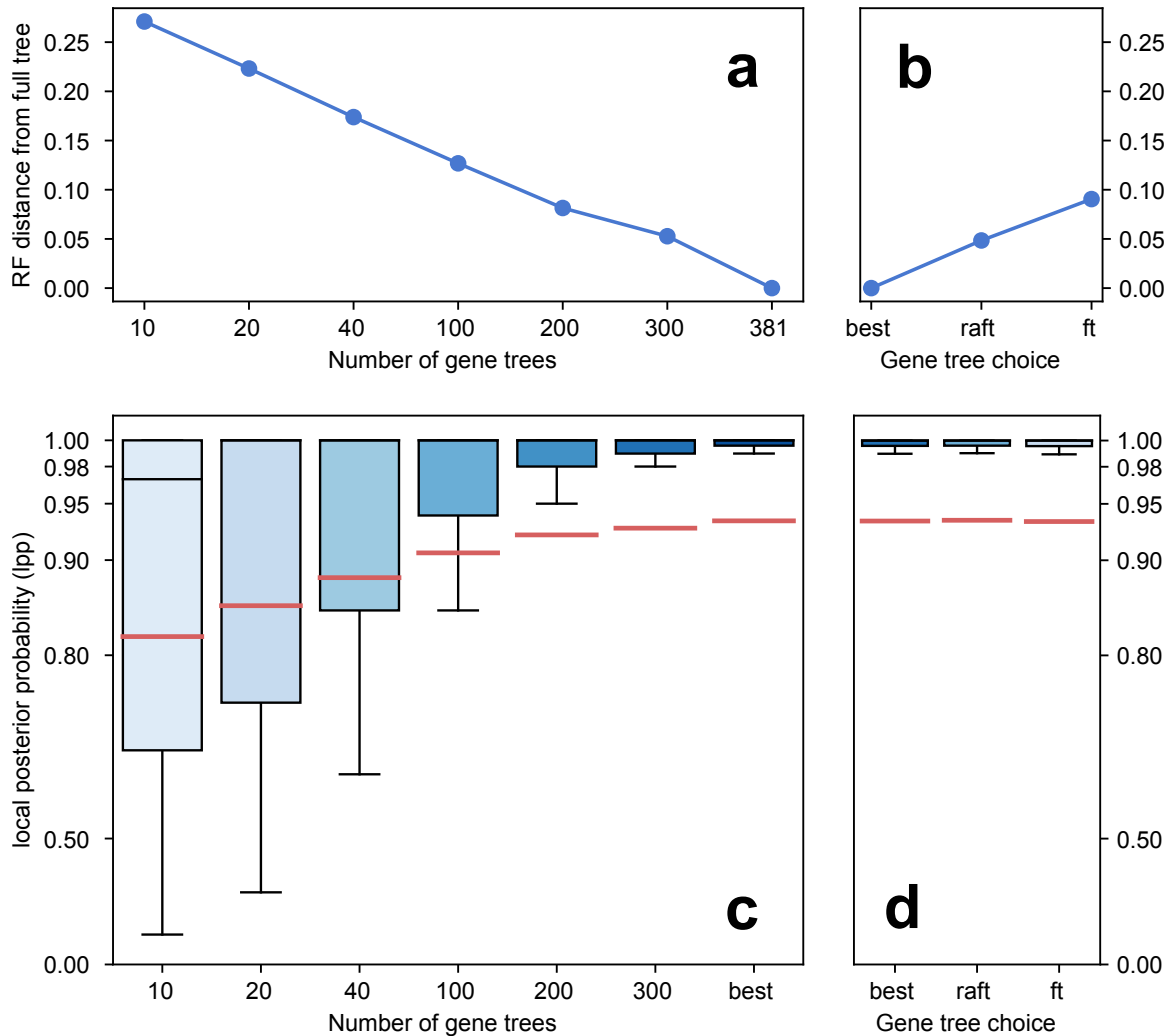 RF distance from full tree
0.25
0.20
0.15
0.10
0.05
0.00
a
10 20 40 100 200 300 381
Number of gene trees
b
0.25
0.20
0.15
0.10
0.05
0.00
best raft ft
Gene tree choice
local posterior probability (lpp)
1.00
0.98
0.95
0.90
0.80
0.50
0.00
c
10 20 40 100 200 300 best
Number of gene trees
1.00
0.98
0.95
0.90
0.80
0.50
0.00
d
best raft ft
Gene tree choice